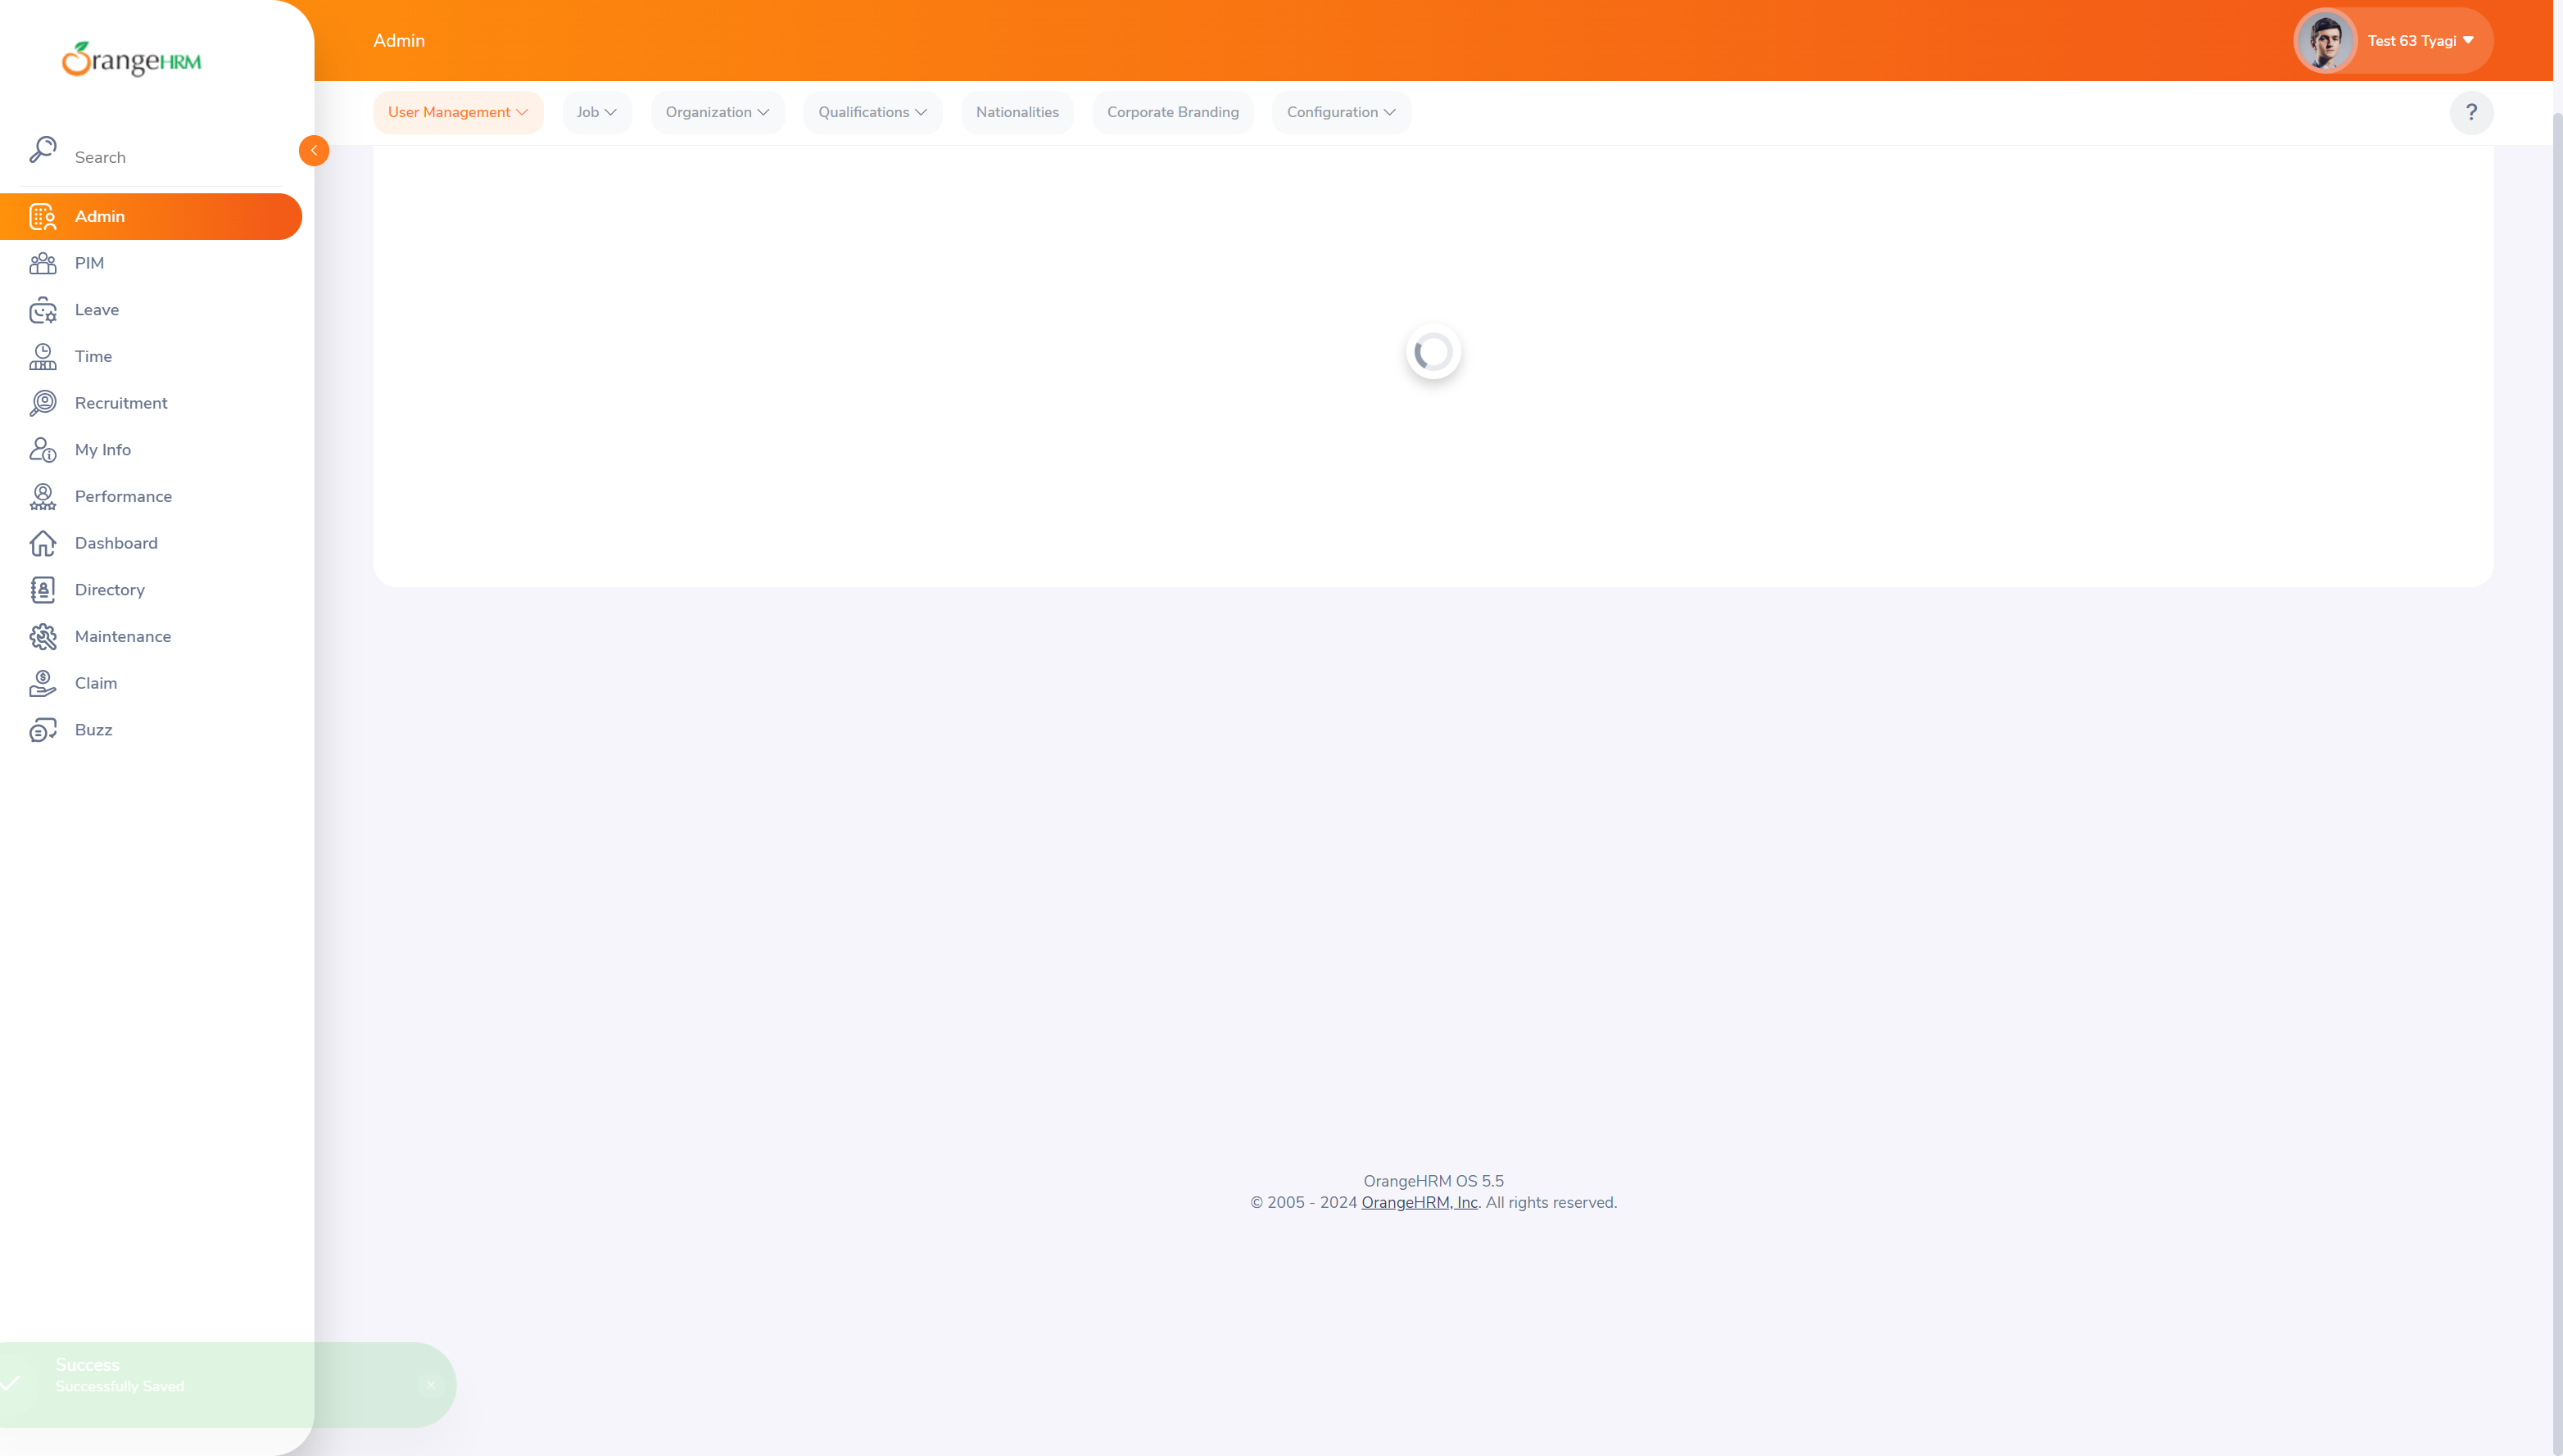 OrangeHRM
Admin
Test 63 Tyagi
User Management
Job
Organization
Qualifications
Nationalities
Corporate Branding
Configuration
?
Search
Admin
PIM
Leave
Time
Recruitment
My Info
Performance
Dashboard
Directory
Maintenance
Claim
Buzz
OrangeHRM OS 5.5
© 2005 - 2024 OrangeHRM, Inc. All rights reserved.
Success
Successfully Saved